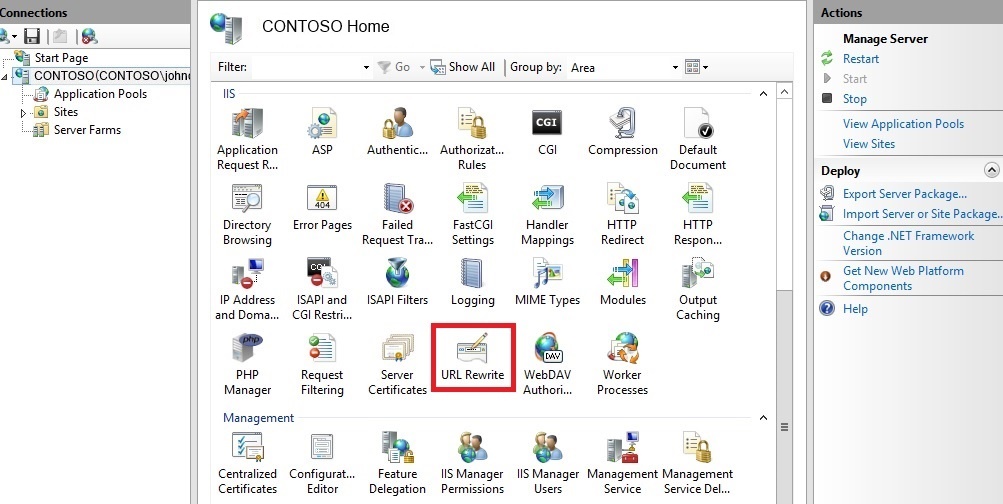 Connections
Start Page
CONTOSO(CONTOSO\john
Application Pools
Sites
Server Farms
CONTOSO Home
Filter:
Go
Show All
Group by:
Area
IIS
Application
Request R...
ASP
Authentic...
Authorizat...
Rules
CGI
CGI
Compression
Default
Document
Directory
Browsing
404
Error Pages
Failed
Request Tra...
FastCGI
Settings
Handler
Mappings
HTTP
Redirect
HTTP
Respon...
IP Address
and Doma...
CGI
ISAPI and
CGI Restri...
ISAPI Filters
Logging
MIME Types
Modules
Output
Caching
php
PHP
Manager
Request
Filtering
Server
Certificates
URL Rewrite
DAV
WebDAV
Authori...
Worker
Processes
Management
Centralized
Certificates
Configurat...
Editor
Feature
Delegation
IIS Manager
Permissions
IIS Manager
Users
Management
Service
Management
Service Del...
Actions
Manage Server
Restart
Start
Stop
View Application Pools
View Sites
Deploy
Export Server Package...
Import Server or Site Package...
Change .NET Framework
Version
Get New Web Platform
Components
Help